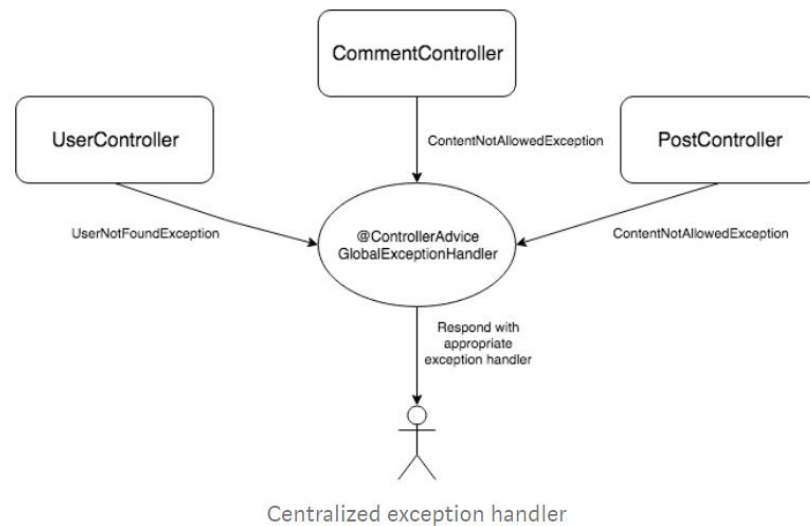 CommentController
UserController
PostController
ContentNotAllowedException
UserNotFoundException
ContentNotAllowedException
@ControllerAdvice
GlobalExceptionHandler
Respond with
appropriate
exception handler
Centralized exception handler